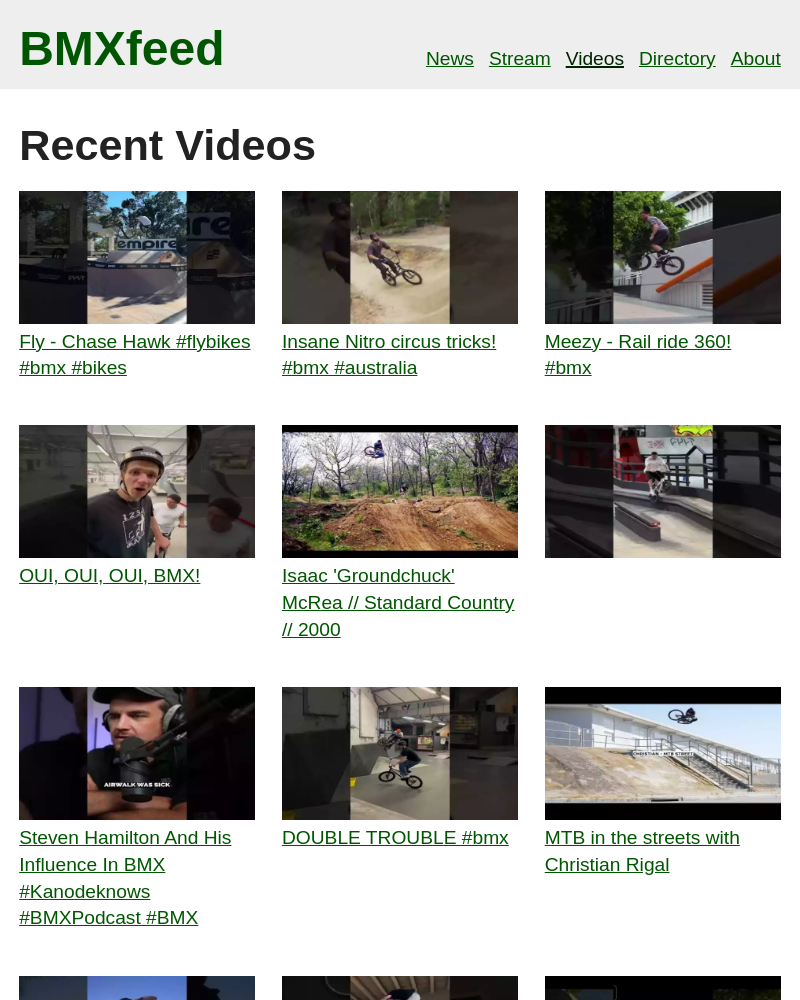 BMXfeed
News Stream Videos Directory About
Recent Videos
empire
Fly - Chase Hawk #flybikes
#bmx #bikes
Insane Nitro circus tricks!
#bmx #australia
Meezy - Rail ride 360!
#bmx
OUI, OUI, OUI, BMX!
Isaac 'Groundchuck'
McRea // Standard Country
// 2000
AIRWALK WAS SICK
CHRISTIAN - MTB STREET
Steven Hamilton And His
Influence In BMX
#Kanodeknows
#BMXPodcast #BMX
DOUBLE TROUBLE #bmx
MTB in the streets with
Christian Rigal